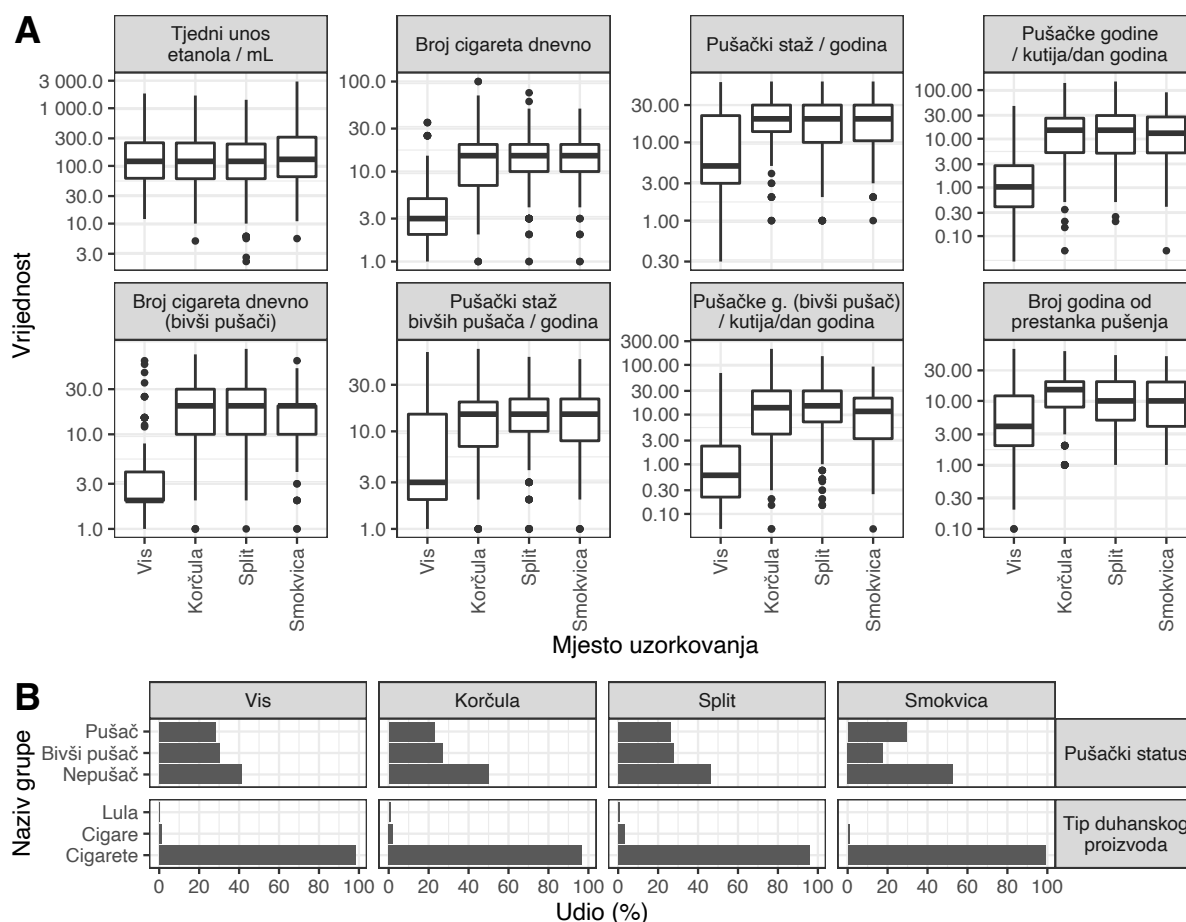 A
Tjedni unos
etanola / mL
Broj cigareta dnevno
Pušački staž / godina
Pušačke godine
/ kutija/dan godina
3 000.0
1 000.0
300.0
100.0
30.0
10.0
3.0
100.0
30.0
10.0
3.0
1.0
30.00
10.00
3.00
1.00
0.30
100.00
30.00
10.00
3.00
1.00
0.30
0.10
Vrijednost
Broj cigareta dnevno
(bivši pušači)
Pušački staž
bivših pušača / godina
Pušačke g. (bivši pušač)
/ kutija/dan godina
Broj godina od
prestanka pušenja
30.0
10.0
3.0
1.0
30.0
10.0
3.0
1.0
300.00
100.00
30.00
10.00
3.00
1.00
0.30
0.10
30.00
10.00
3.00
1.00
0.30
0.10
Vis
Korčula
Split
Smokvica
Vis
Korčula
Split
Smokvica
Vis
Korčula
Split
Smokvica
Vis
Korčula
Split
Smokvica
Mjesto uzorkovanja
B
Vis
Korčula
Split
Smokvica
Naziv grupe
Pušač
Bivši pušač
Nepušač
Pušački status
Lula
Cigare
Cigarete
Tip duhanskog
proizvoda
0 20 40 60 80 100
0 20 40 60 80 100
0 20 40 60 80 100
0 20 40 60 80 100
Udio (%)